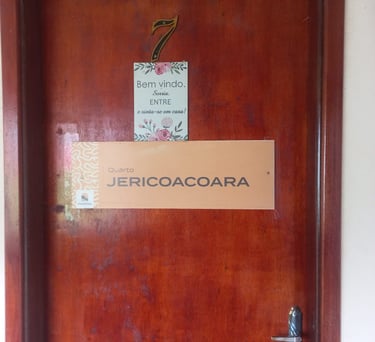 7
Bem vindo.
Sorria,
ENTRE
e sinta-se em casa!
Quarto
JERICOACOARA